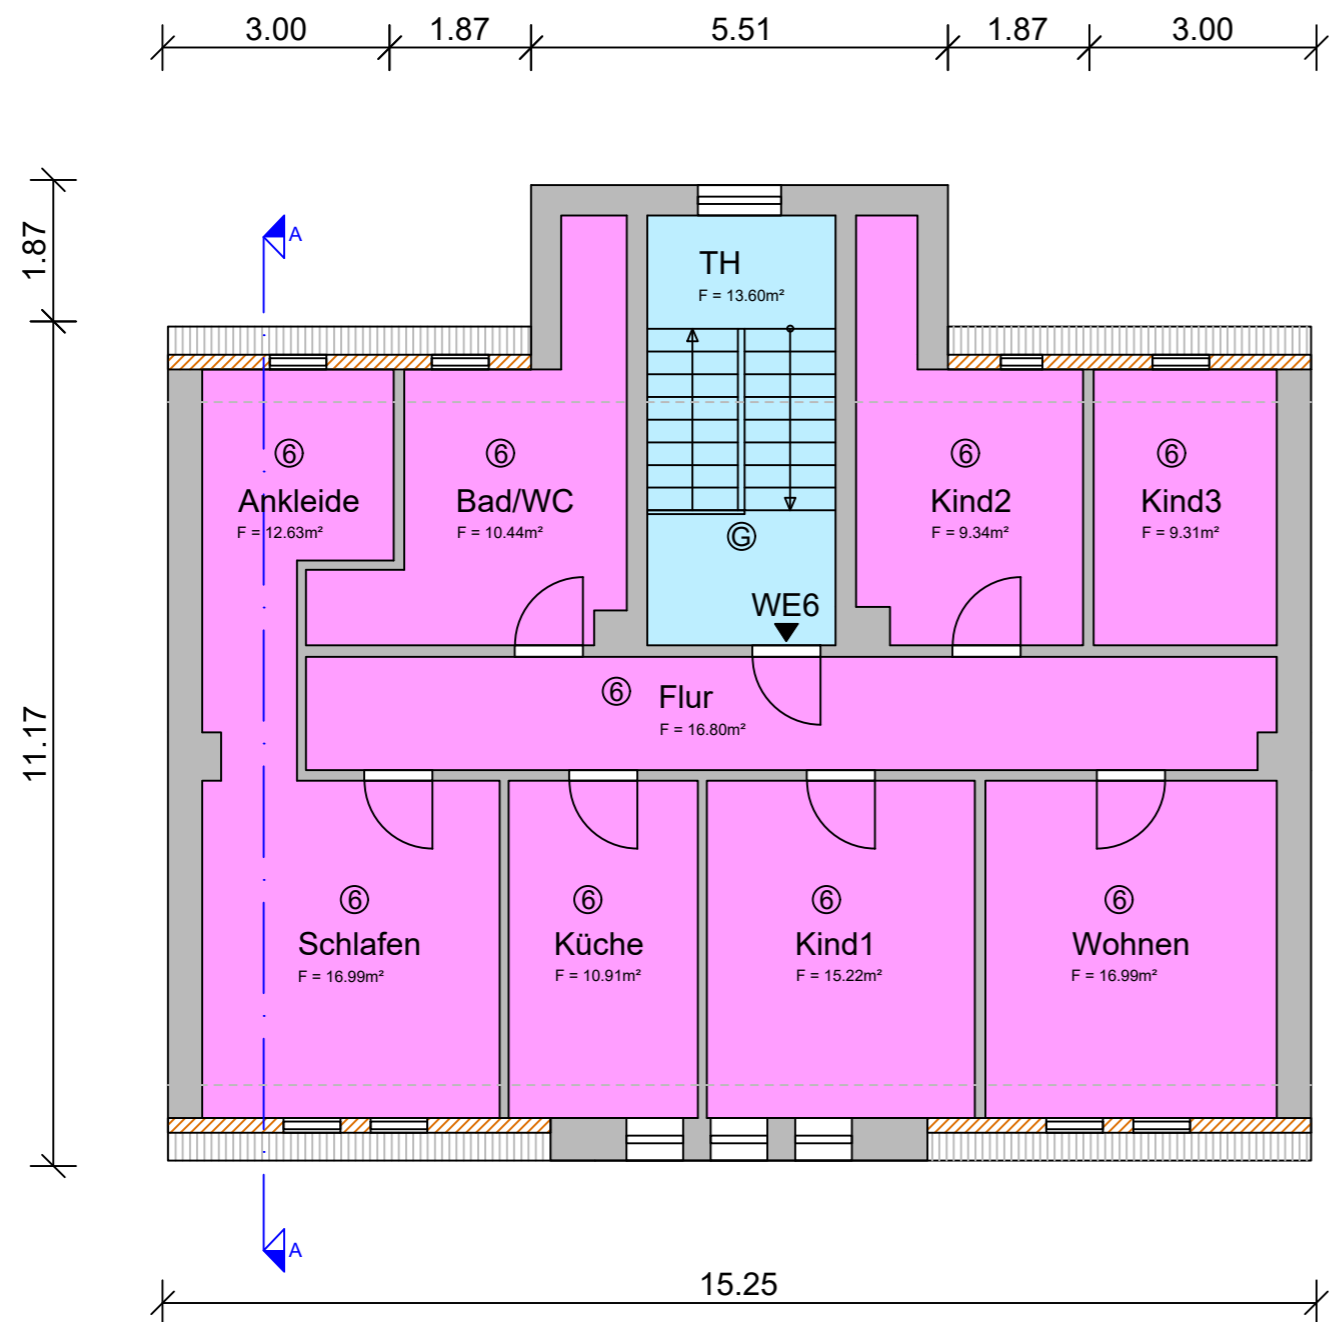 3.00 1.87 5.51 1.87 3.00
1.87
A
TH
F = 13.60m²
6 6 6 6
Ankleide Bad/WC Kind2 Kind3
F = 12.63m² F = 10.44m² F = 9.34m² F = 9.31m²
G
WE6
6 Flur
F = 16.80m²
11.17
6 6 6 6
Schlafen Küche Kind1 Wohnen
F = 16.99m² F = 10.91m² F = 15.22m² F = 16.99m²
A
15.25